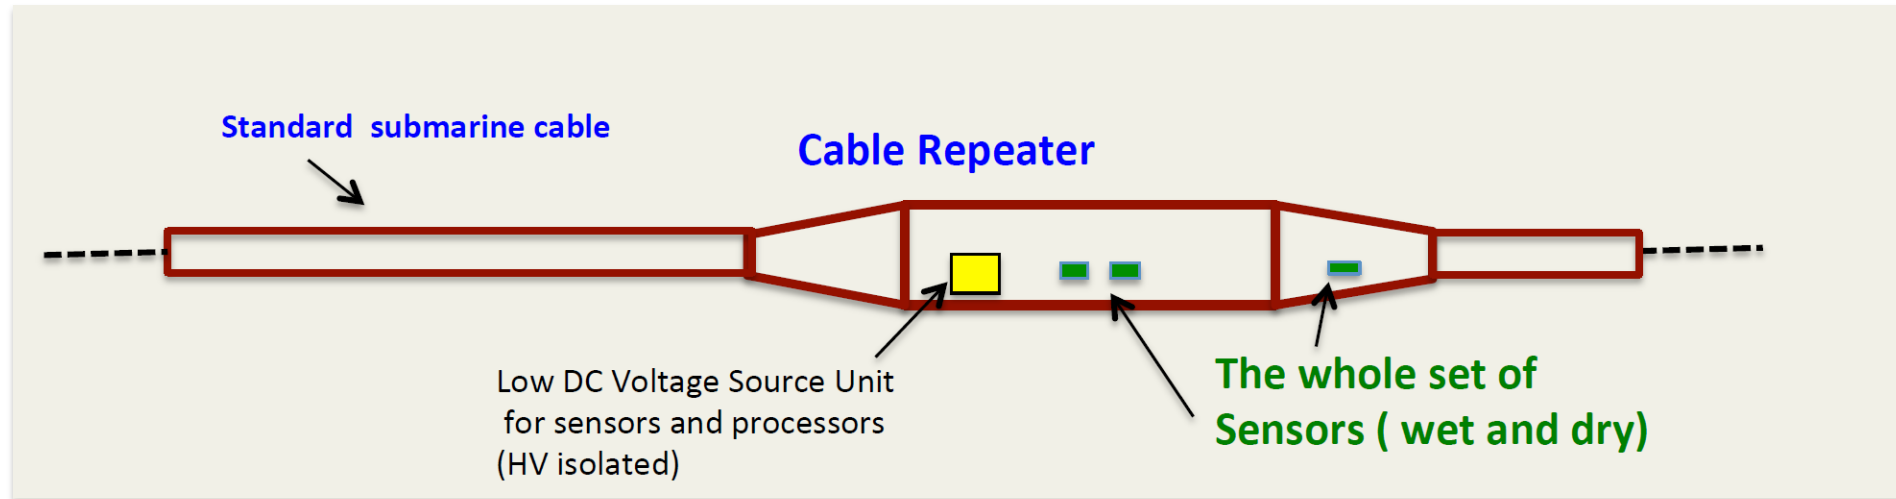 Standard submarine cable
Cable Repeater
Low DC Voltage Source Unit
for sensors and processors
(HV isolated)
The whole set of
Sensors ( wet and dry)